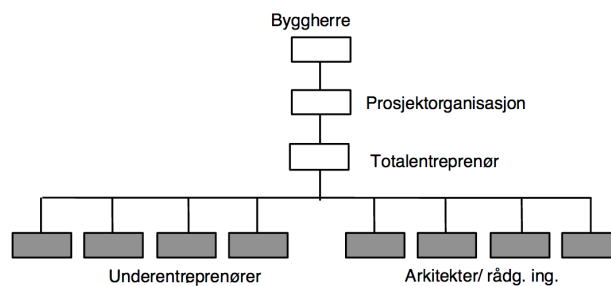 Byggherre
Prosjektorganisasjon
Totalentreprenør
Underentreprenører
Arkitekter/ rådg. ing.